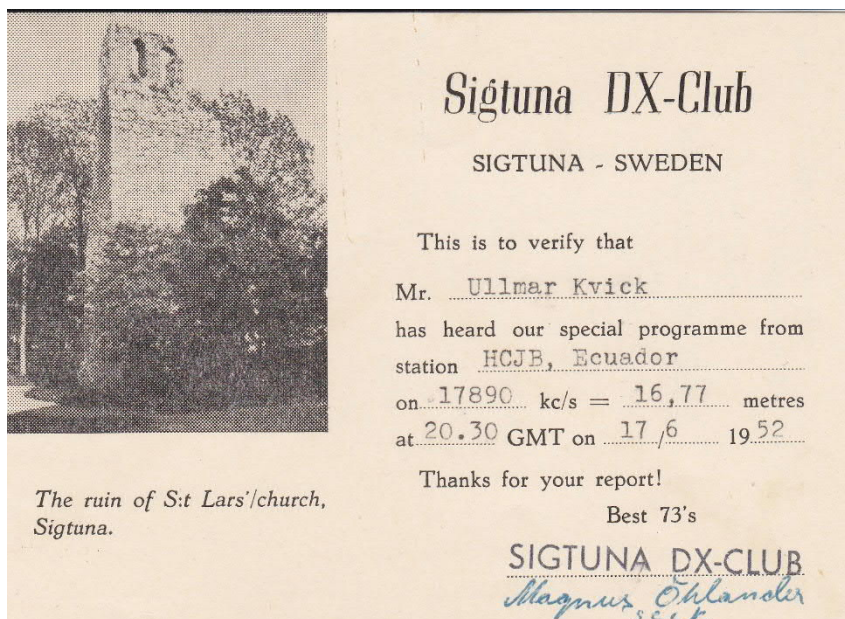 Sigtuna DX-Club
SIGTUNA - SWEDEN
This is to verify that
Mr. Ullmar Kvick
has heard our special programme from
station HCJB, Ecuador
on 17890 kc/s = 16,77 metres
at 20.30 GMT on 17/6 1952
Thanks for your report!
Best 73's
SIGTUNA DX-CLUB
Magnus Öhlander
The ruin of S:t Lars'/church,
Sigtuna.